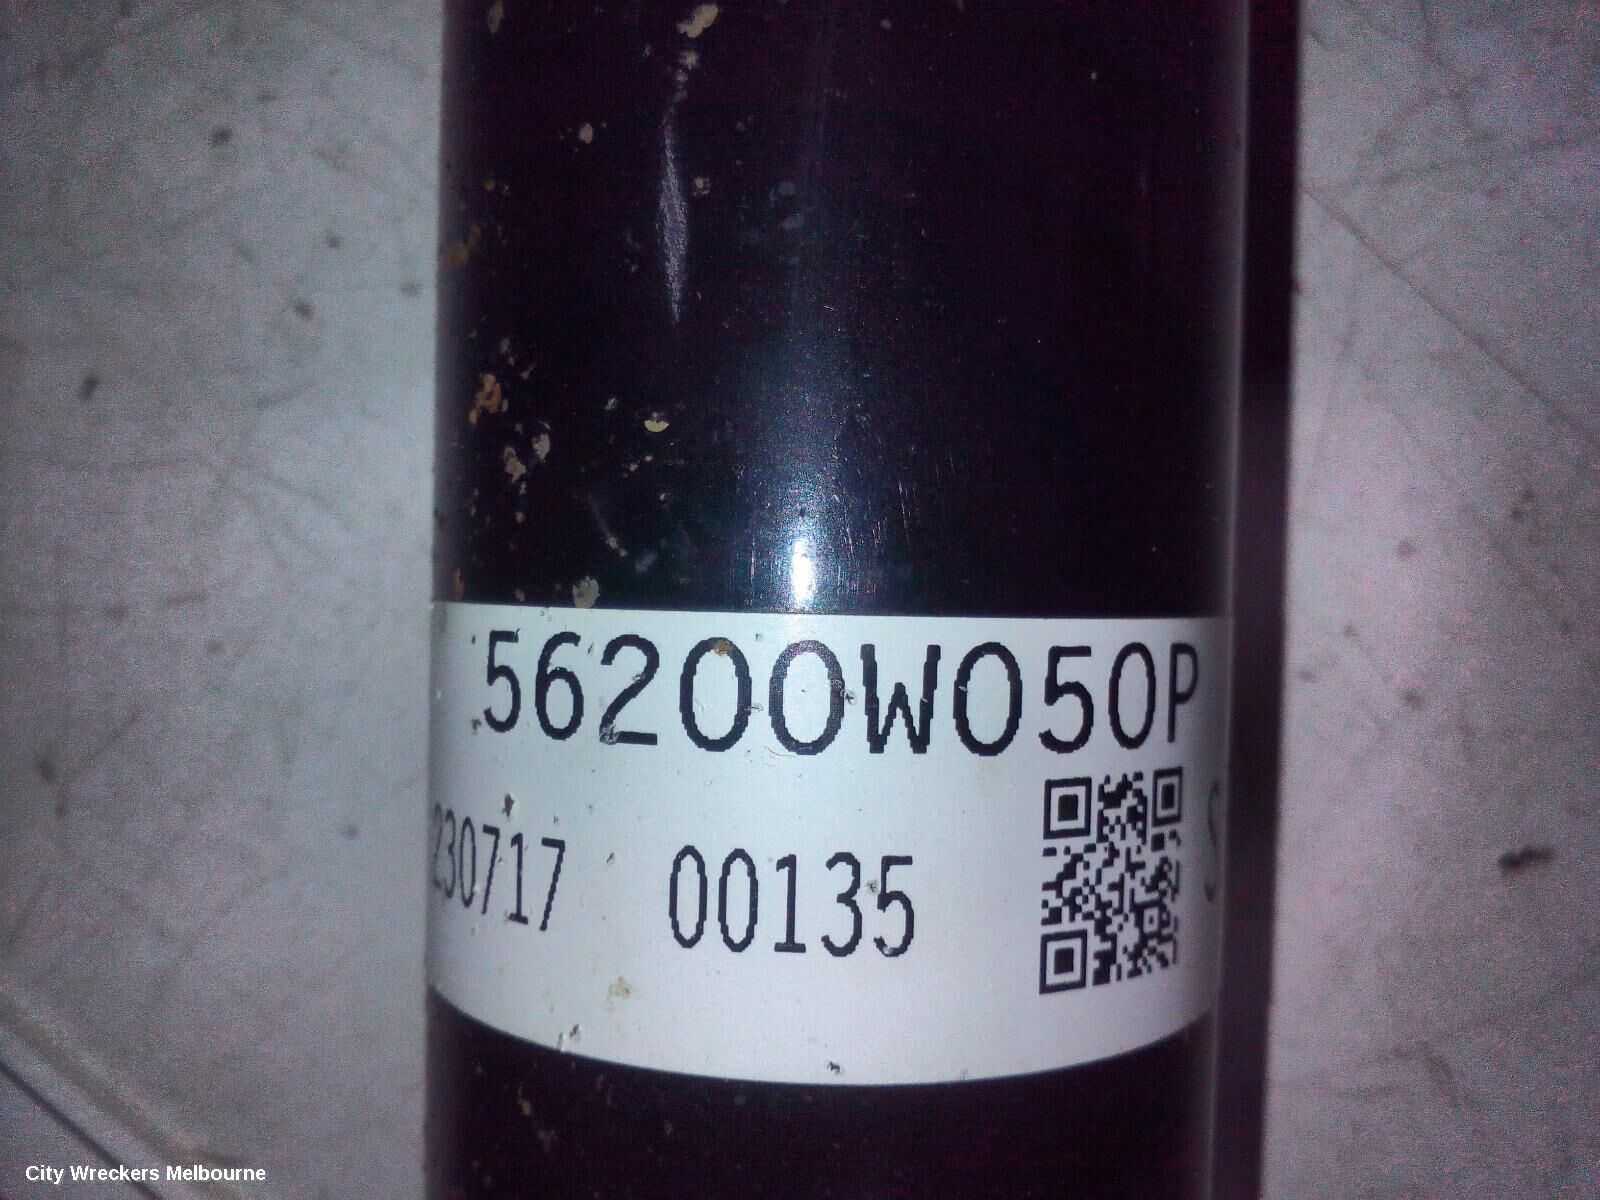 56200W050P
230717 00135
City Wreckers Melbourne